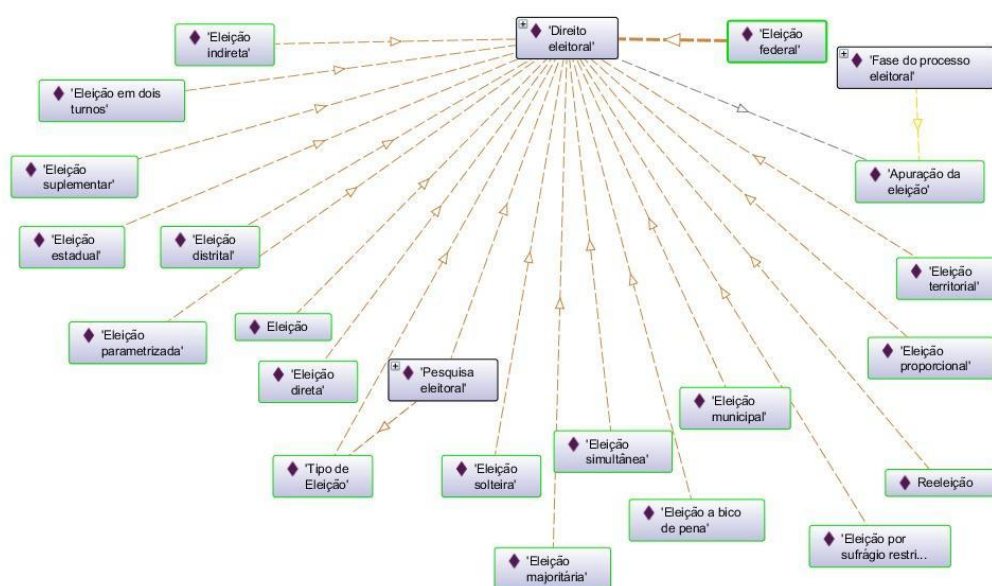 'Direito
eleitoral'
'Eleição
federal'
'Eleição
indireta'
'Fase do processo
eleitoral'
'Eleição em dois
turnos'
'Eleição
suplementar'
'Apuração da
eleição'
'Eleição
estadual'
'Eleição
distrital'
'Eleição
territorial'
'Eleição
parametrizada'
Eleição
'Eleição
proporcional'
'Eleição
direta'
'Pesquisa
eleitoral'
'Eleição
municipal'
'Tipo de
Eleição'
'Eleição
solteira'
'Eleição
simultânea'
Reeleição
'Eleição a bico
de pena'
'Eleição por
sufrágio restri...
'Eleição
majoritária'